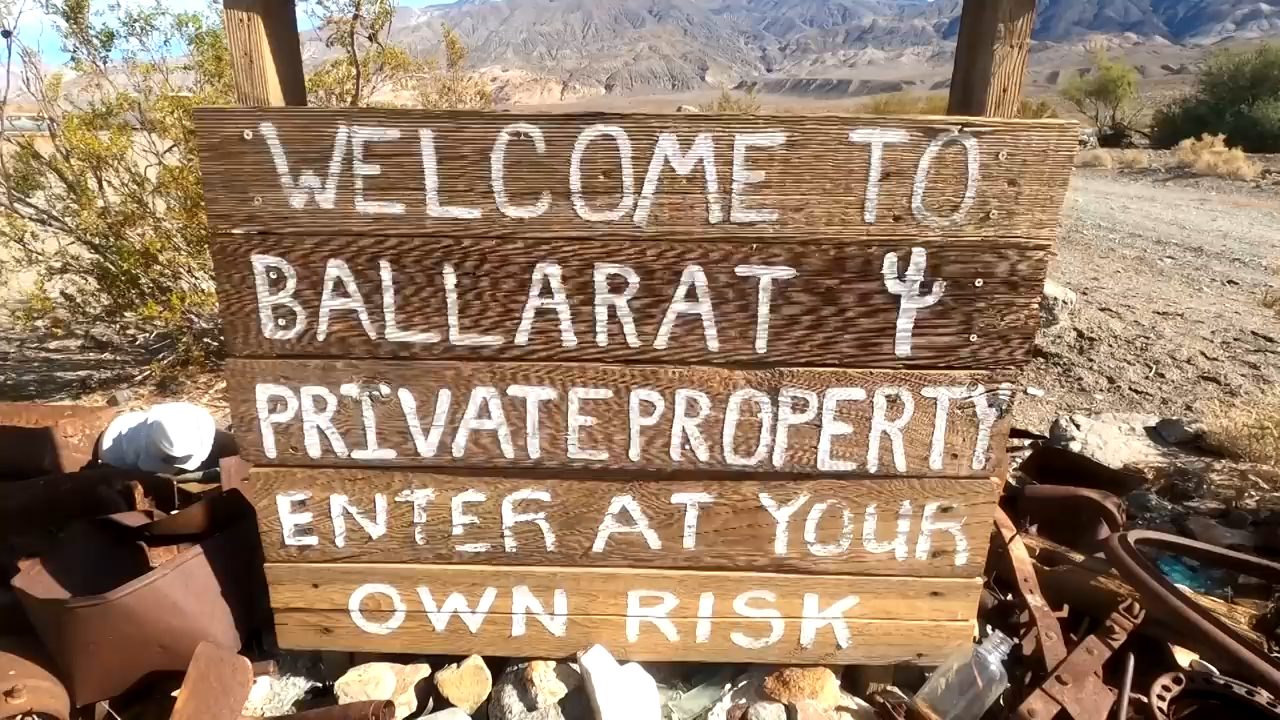 WELCOME TO
BALLARAT
PRIVATE PROPERTY
ENTER AT YOUR
OWN RISK